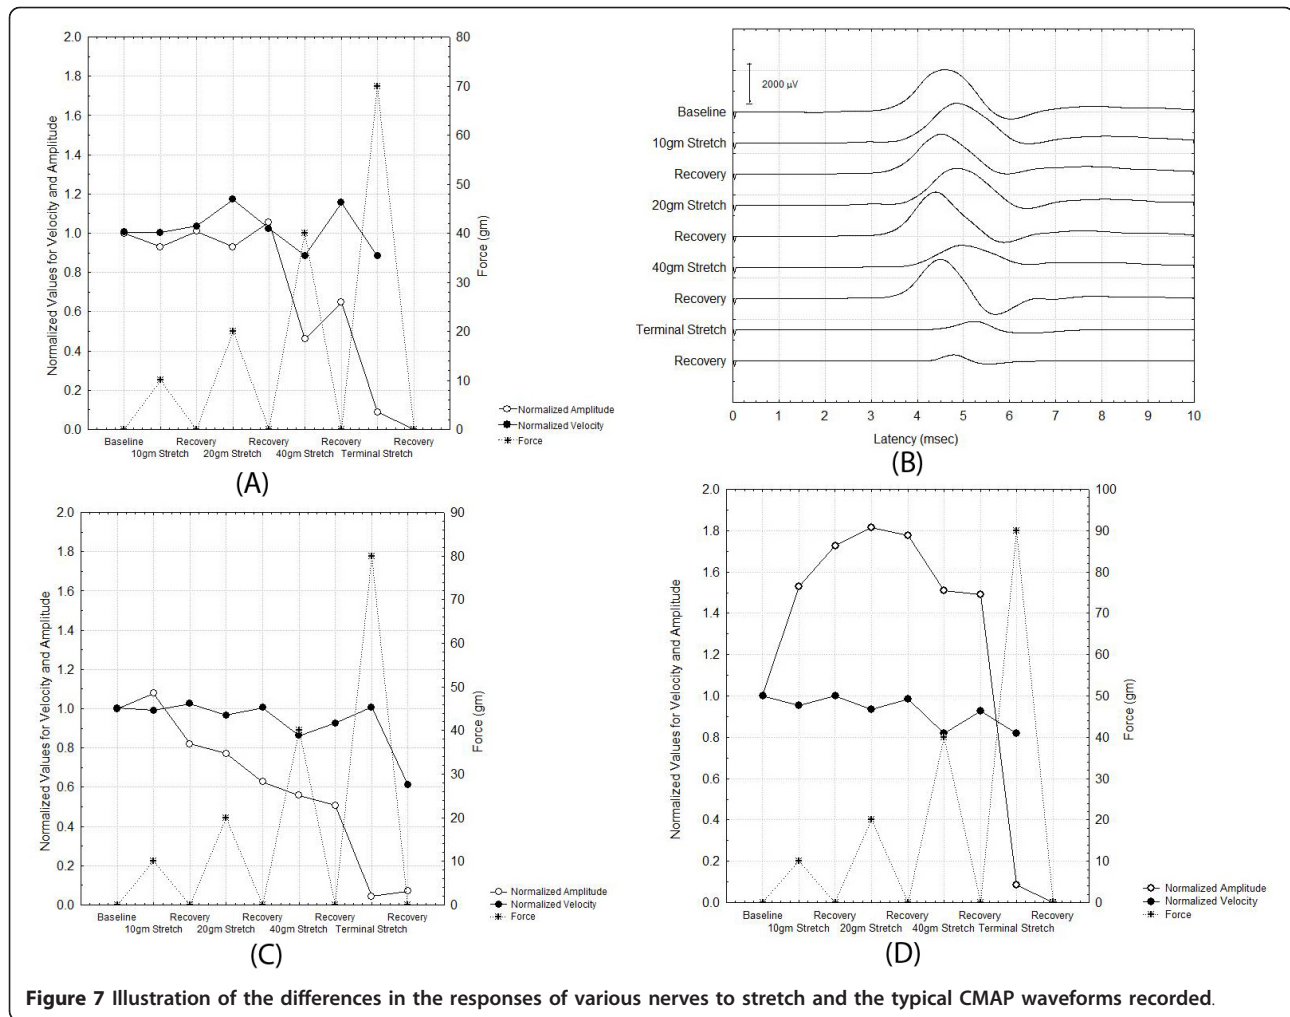 2.0
1.8
1.6
1.4
1.2
1.0
0.8
0.6
0.4
0.2
0.0
Normalized Values for Velocity and Amplitude
80
70
60
50
40
30
20
10
0
Force (gm)
Baseline Recovery Recovery Recovery Recovery
10gm Stretch 20gm Stretch 40gm Stretch Terminal Stretch
Normalized Amplitude
Normalized Velocity
Force
(A)
2000 µV
Baseline
10gm Stretch
Recovery
20gm Stretch
Recovery
40gm Stretch
Recovery
Terminal Stretch
Recovery
0 1 2 3 4 5 6 7 8 9 10
Latency (msec)
(B)
2.0
1.8
1.6
1.4
1.2
1.0
0.8
0.6
0.4
0.2
0.0
Normalized Values for Velocity and Amplitude
90
80
70
60
50
40
30
20
10
0
Force (gm)
Baseline Recovery Recovery Recovery Recovery
10gm Stretch 20gm Stretch 40gm Stretch Terminal Stretch
Normalized Amplitude
Normalized Velocity
Force
(C)
2.0
1.8
1.6
1.4
1.2
1.0
0.8
0.6
0.4
0.2
0.0
Normalized Values for Velocity and Amplitude
100
90
80
70
60
50
40
30
20
10
0
Force (gm)
Baseline Recovery Recovery Recovery Recovery
10gm Stretch 20gm Stretch 40gm Stretch Terminal Stretch
Normalized Amplitude
Normalized Velocity
Force
(D)
Figure 7 Illustration of the differences in the responses of various nerves to stretch and the typical CMAP waveforms recorded.